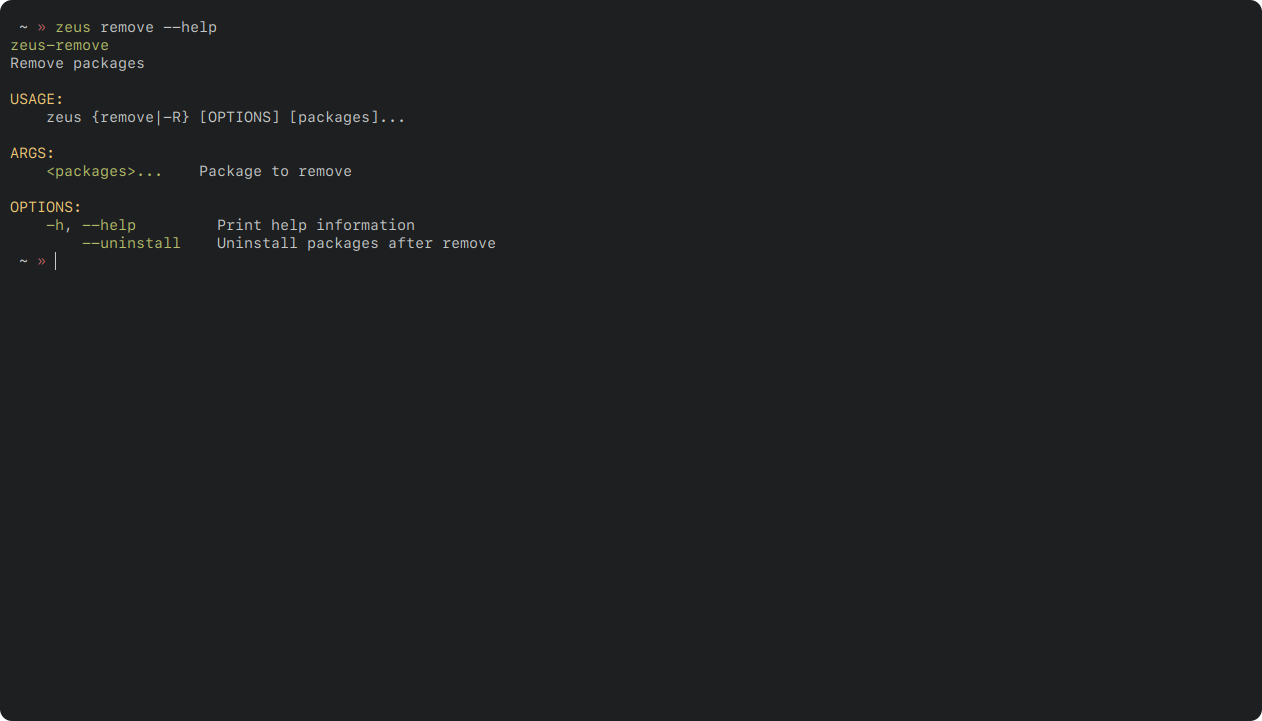 ~ » zeus remove --help
zeus-remove
Remove packages

USAGE:
    zeus {remove|-R} [OPTIONS] [packages]...

ARGS:
    <packages>...    Package to remove

OPTIONS:
    -h, --help         Print help information
        --uninstall    Uninstall packages after remove
~ »